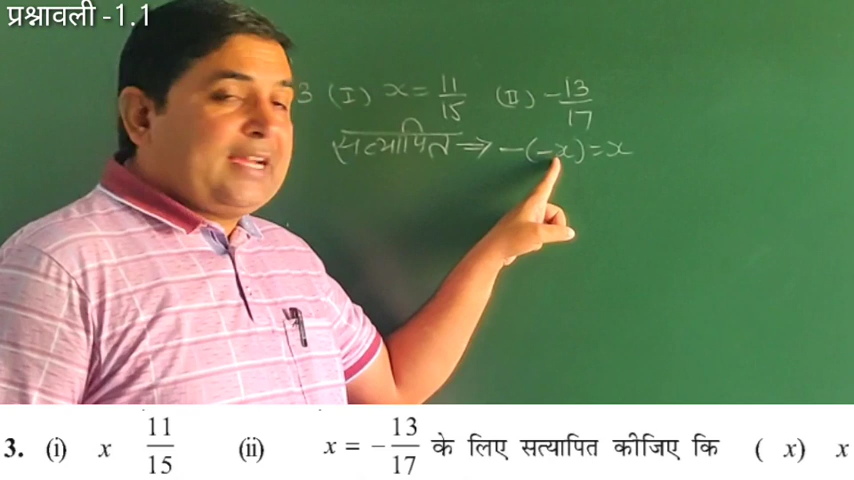 प्रश्नावली -1.1
3 (I) x = 11/15 (II) -13/17
सत्यापित ⇒ -(-x)=x
3. (i) x 11/15 (ii) x = - 13/17 के लिए सत्यापित कीजिए कि ( x) x